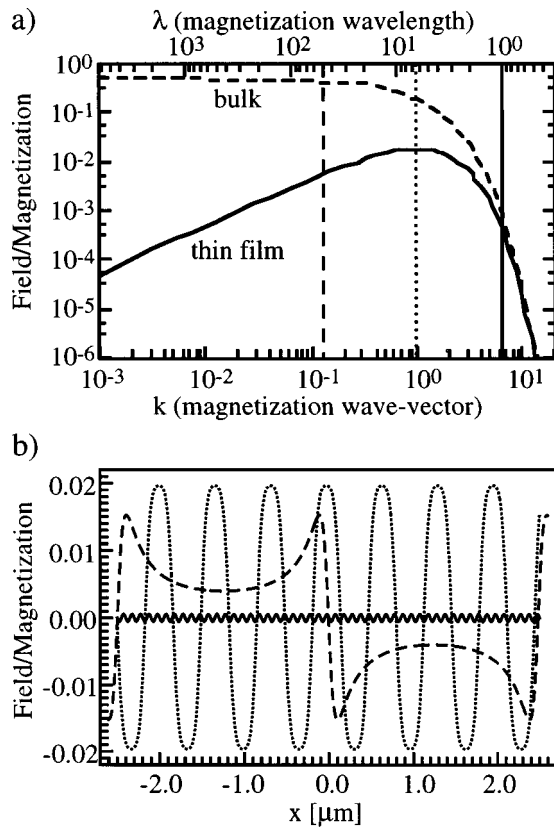 a)
λ (magnetization wavelength)
10³ 10² 10¹ 10⁰
Field/Magnetization
10⁰
10⁻¹
10⁻²
10⁻³
10⁻⁴
10⁻⁵
10⁻⁶
bulk
thin film
10⁻³ 10⁻² 10⁻¹ 10⁰ 10¹
k (magnetization wave-vector)
b)
Field/Magnetization
0.02
0.01
0.00
-0.01
-0.02
-2.0 -1.0 0.0 1.0 2.0
x [μm]